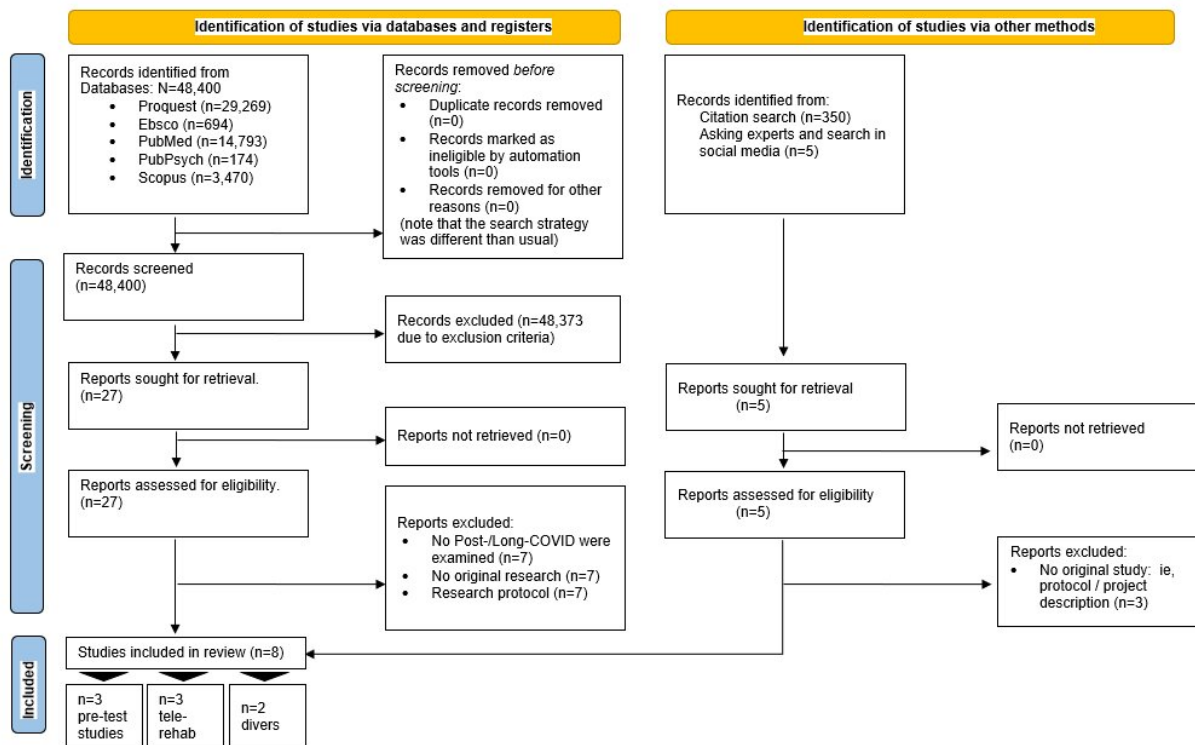 Identification of studies via databases and registers
Identification of studies via other methods
Identification
Records identified from
Databases: N=48,400
• Proquest (n=29,269)
• Ebsco (n=694)
• PubMed (n=14,793)
• PubPsych (n=174)
• Scopus (n=3,470)
Records removed before
screening:
• Duplicate records removed
(n=0)
• Records marked as
ineligible by automation
tools (n=0)
• Records removed for other
reasons (n=0)
(note that the search strategy
was different than usual)
Records identified from:
Citation search (n=350)
Asking experts and search in
social media (n=5)
Screening
Records screened
(n=48,400)
Records excluded (n=48,373
due to exclusion criteria)
Reports sought for retrieval.
(n=27)
Reports not retrieved (n=0)
Reports sought for retrieval
(n=5)
Reports not retrieved
(n=0)
Reports assessed for eligibility.
(n=27)
Reports excluded:
• No Post-/Long-COVID were
examined (n=7)
• No original research (n=7)
• Research protocol (n=7)
Reports assessed for eligibility
(n=5)
Reports excluded:
• No original study: ie,
protocol / project
description (n=3)
Included
Studies included in review (n=8)
n=3
pre-test
studies
n=3
tele-
rehab
n=2
divers